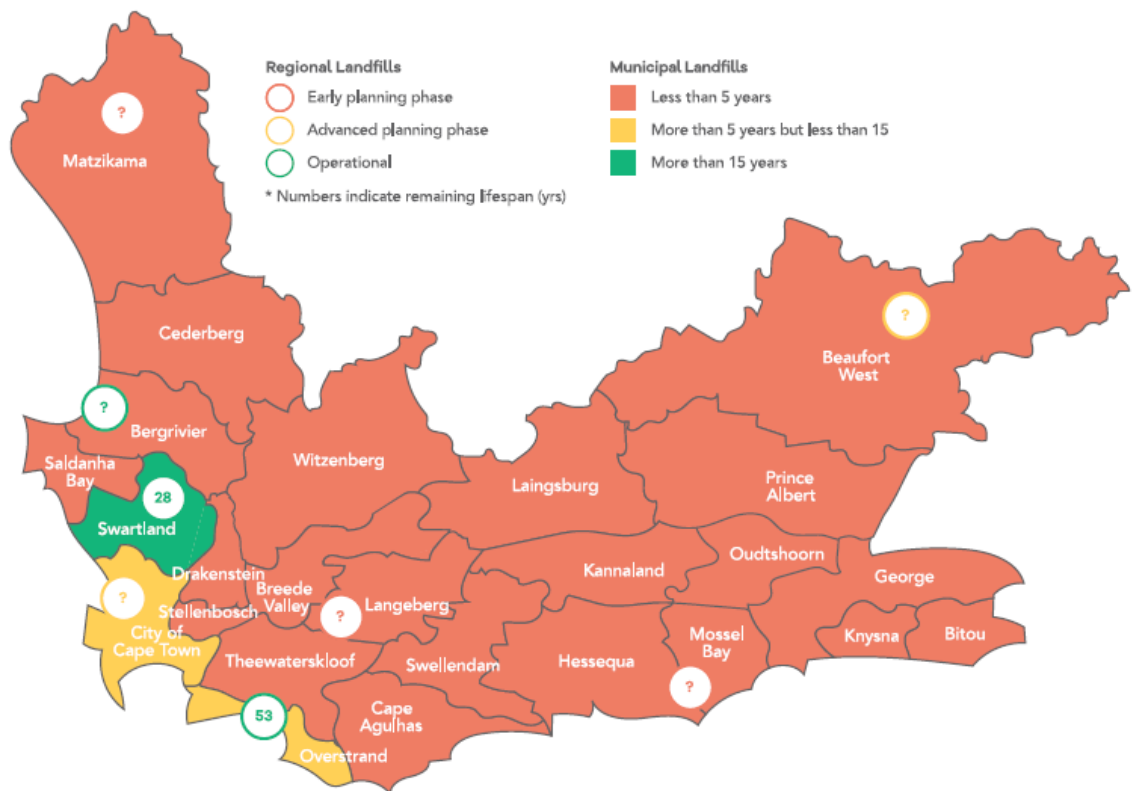 Regional Landfills
Early planning phase
Advanced planning phase
Operational
* Numbers indicate remaining lifespan (yrs)
Municipal Landfills
Less than 5 years
More than 5 years but less than 15
More than 15 years
?
Matzikama
Cederberg
?
Beaufort
West
?
Bergrivier
Saldanha
Bay
28
Swartland
Witzenberg
Laingsburg
Prince
Albert
Oudtshoorn
Kannaland
George
Drakenstein
Breede
Valley
Langeberg
?
Stellenbosch
?
City of
Cape Town
Theewaterskloof
Swellendam
Hessequa
Mossel
Bay
?
Knysna
Bitou
53
Cape
Agulhas
Overstrand